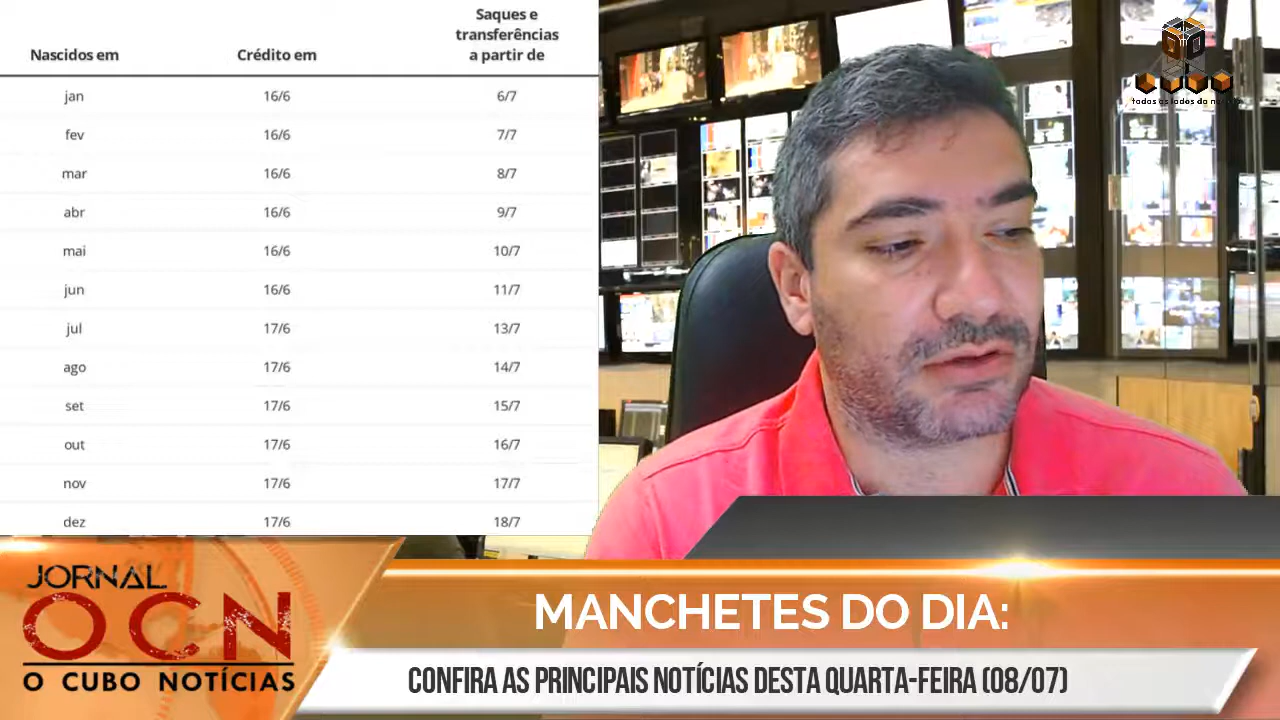 Saques e
transferências
Nascidos em Crédito em a partir de
jan 16/6 6/7
fev 16/6 7/7
mar 16/6 8/7
abr 16/6 9/7
mai 16/6 10/7
jun 16/6 11/7
jul 17/6 13/7
ago 17/6 14/7
set 17/6 15/7
out 17/6 16/7
nov 17/6 17/7
dez 17/6 18/7
todos os lados da
JORNAL
OCN
O CUBO NOTÍCIAS
MANCHETES DO DIA:
CONFIRA AS PRINCIPAIS NOTÍCIAS DESTA QUARTA-FEIRA (08/07)